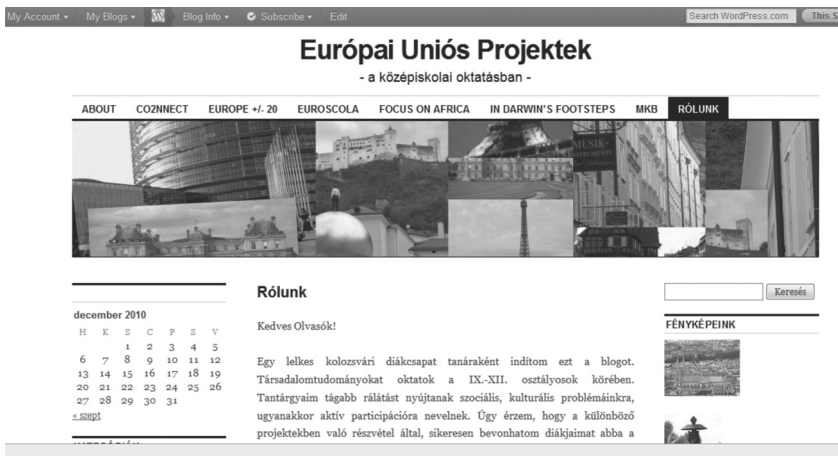 My Account My Blogs Blog Info Subscribe Edit Search WordPress.com This S
Európai Uniós Projektek
- a középiskolai oktatásban -
ABOUT CO2NNECT EUROPE +/- 20 EUROSCOLA FOCUS ON AFRICA IN DARWIN'S FOOTSTEPS MKB RÓLUNK
MUSIK-
INSTRUMENTE
december 2010
H K S C P S V
1 2 3 4 5
6 7 8 9 10 11 12
13 14 15 16 17 18 19
20 21 22 23 24 25 26
27 28 29 30 31
« szept
Rólunk
Kedves Olvasók!
Egy lelkes kolozsvári diákcsapat tanáraként indítom ezt a blogot.
Társadalomtudományokat oktatok a IX.-XII. osztályosok körében.
Tantárgyaim tágabb rálátást nyújtanak szociális, kulturális problémáinkra,
ugyanakkor aktív participációra nevelnek. Úgy érzem, hogy a különböző
projektekben való részvétel által, sikeresen bevonhatom diákjaimat abba a
Keresés
FÉNYKÉPEINK